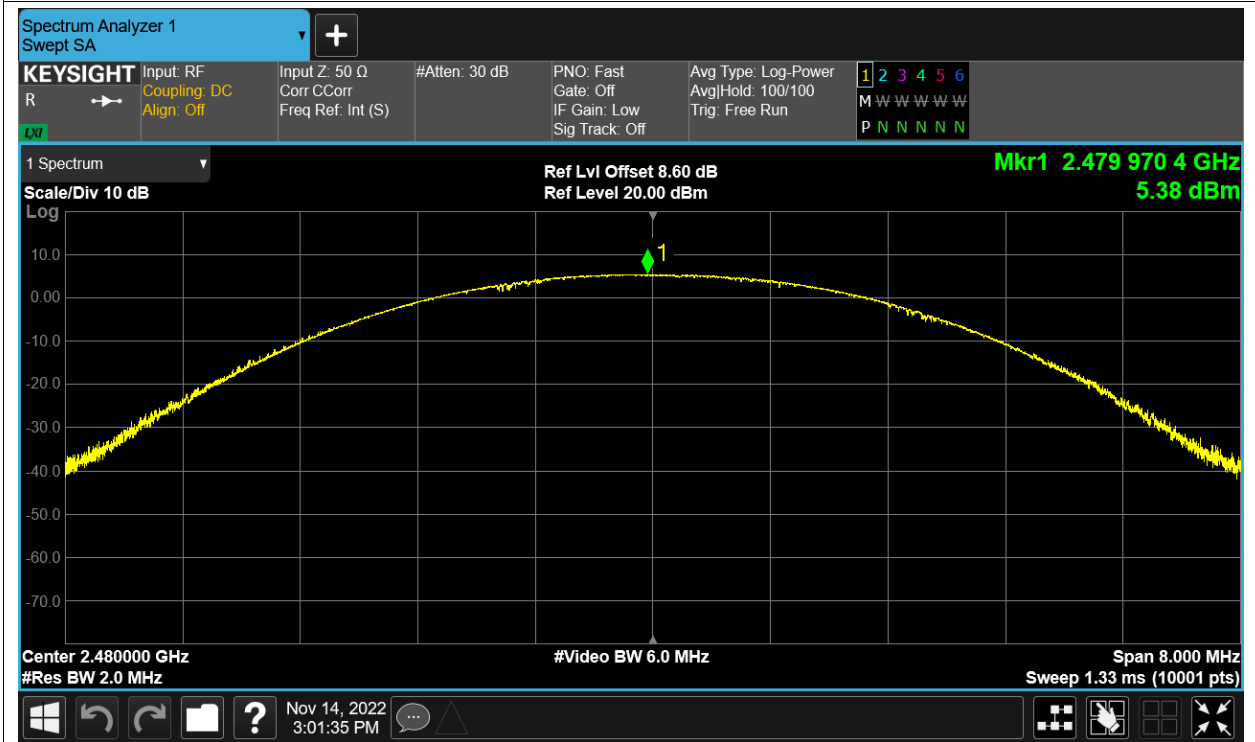 Spectrum Analyzer 1
Swept SA
+
KEYSIGHT
R
LXI
Input: RF
Coupling: DC
Align: Off
Input Z: 50 Ω
Corr CCorr
Freq Ref: Int (S)
#Atten: 30 dB
PNO: Fast
Gate: Off
IF Gain: Low
Sig Track: Off
Avg Type: Log-Power
Avg|Hold: 100/100
Trig: Free Run
1 2 3 4 5 6
M W W W W W
P N N N N N
1 Spectrum
Scale/Div 10 dB
Ref Lvl Offset 8.60 dB
Ref Level 20.00 dBm
Mkr1 2.479 970 4 GHz
5.38 dBm
Log
1
10.0
0.00
-10.0
-20.0
-30.0
-40.0
-50.0
-60.0
-70.0
Center 2.480000 GHz
#Res BW 2.0 MHz
#Video BW 6.0 MHz
Span 8.000 MHz
Sweep 1.33 ms (10001 pts)
?
Nov 14, 2022
3:01:35 PM